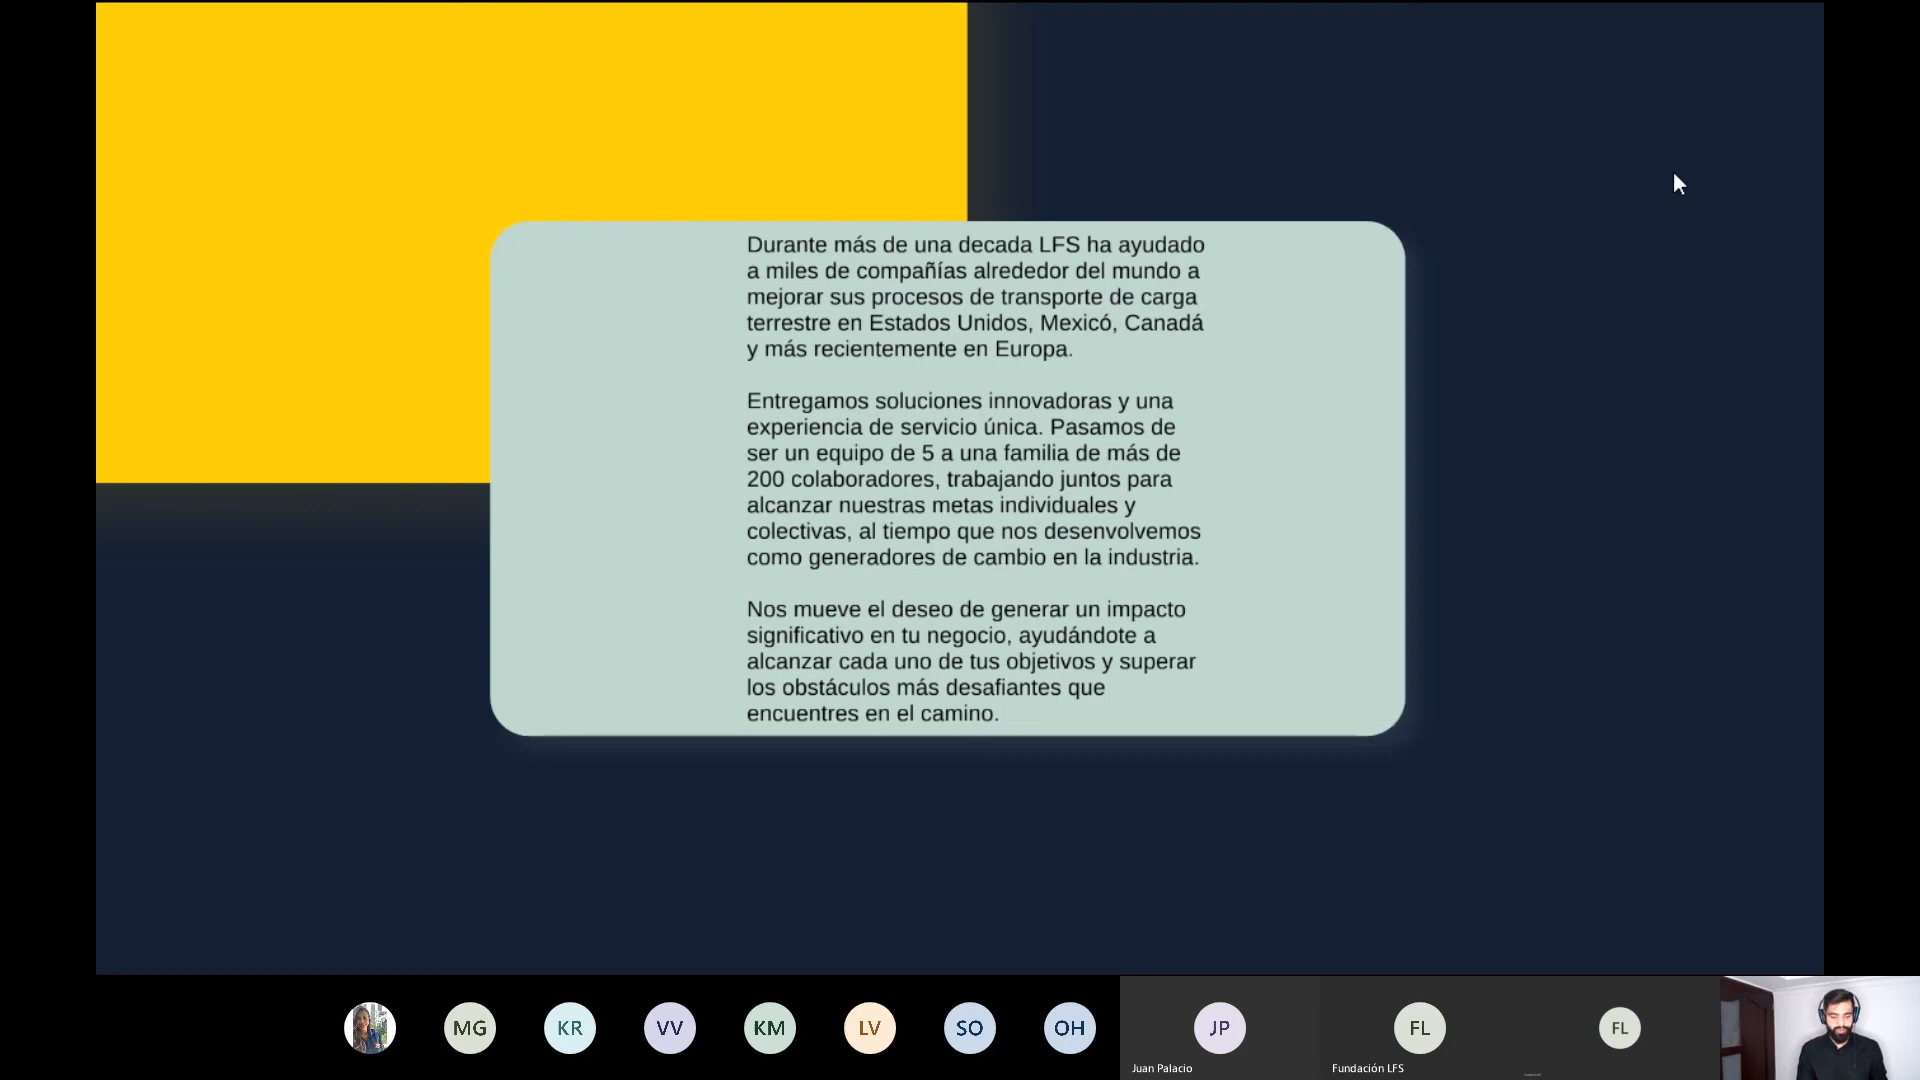 Durante más de una decada LFS ha ayudado
a miles de compañías alrededor del mundo a
mejorar sus procesos de transporte de carga
terrestre en Estados Unidos, Mexicó, Canadá
y más recientemente en Europa.
Entregamos soluciones innovadoras y una
experiencia de servicio única. Pasamos de
ser un equipo de 5 a una familia de más de
200 colaboradores, trabajando juntos para
alcanzar nuestras metas individuales y
colectivas, al tiempo que nos desenvolvemos
como generadores de cambio en la industria.
Nos mueve el deseo de generar un impacto
significativo en tu negocio, ayudándote a
alcanzar cada uno de tus objetivos y superar
los obstáculos más desafiantes que
encuentres en el camino.
MG KR VV KM LV SO OH JP FL FL
Juan Palacio Fundación LFS